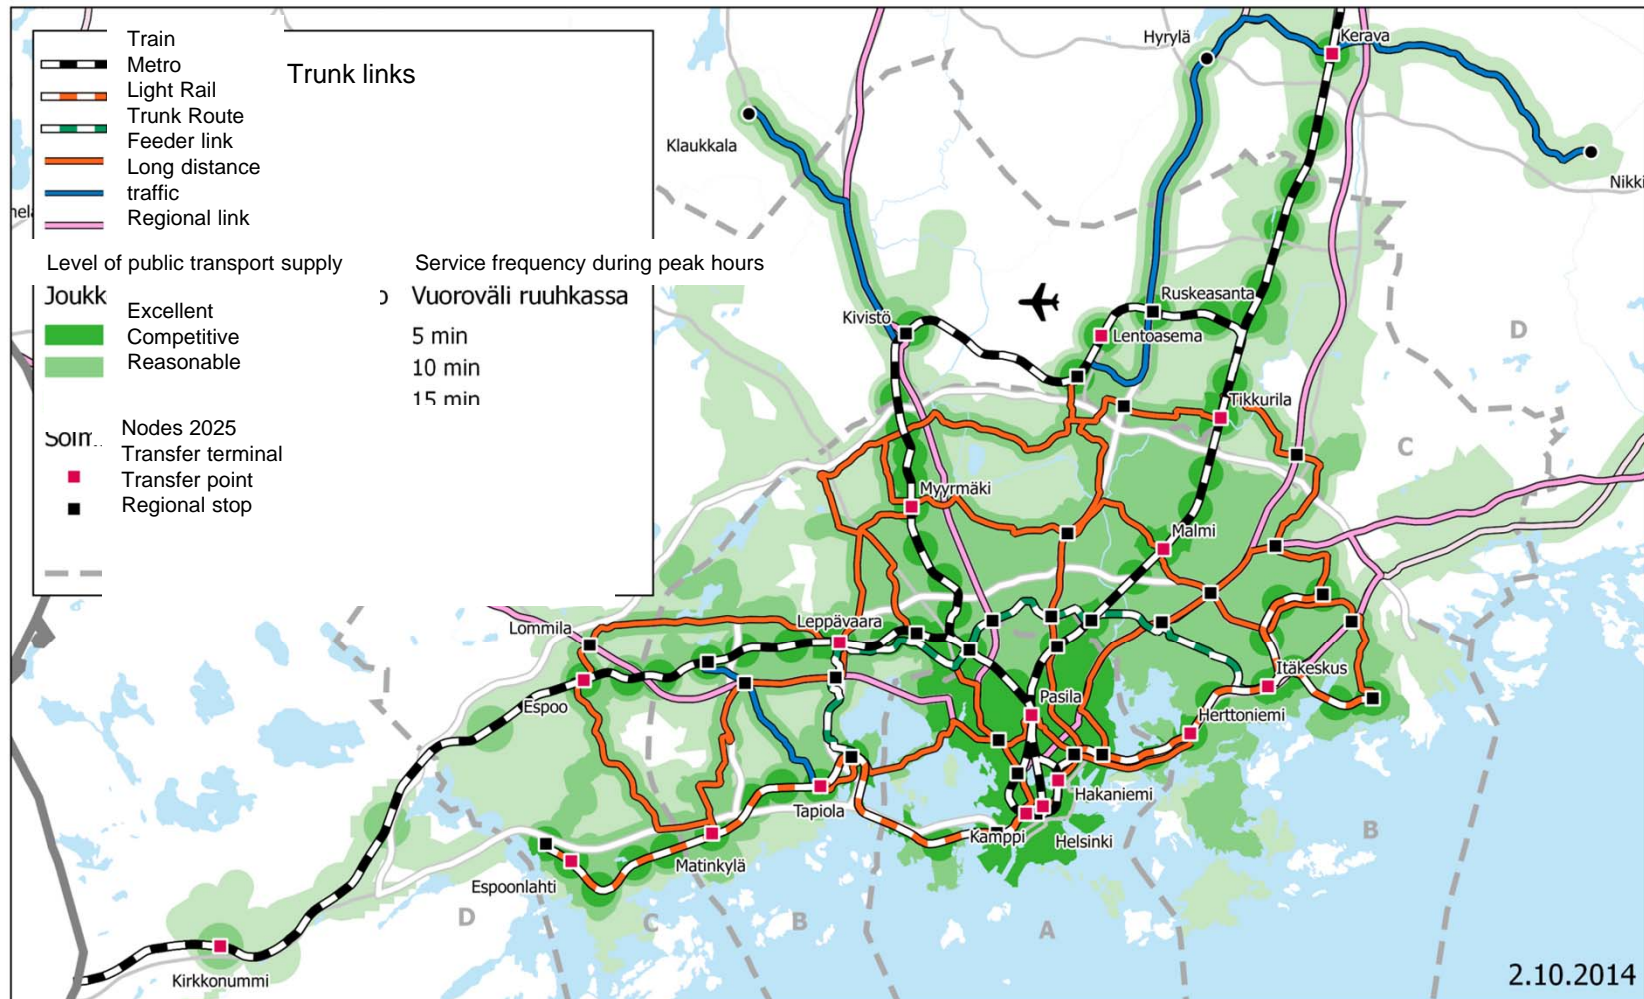 Train
Metro
Light Rail
Trunk Route
Feeder link
Long distance
traffic
Regional link
Trunk links
Level of public transport supply
Service frequency during peak hours
Joukk
o Vuoroväli ruuhkassa
Excellent
Competitive
Reasonable
5 min
10 min
15 min
Nodes 2025
Transfer terminal
Transfer point
Regional stop
Hyrylä
Kerava
Klaukkala
Nikki
Kivistö
Ruskeasanta
Lentoasema
D
Tikkurila
C
Myyrmäki
Malmi
Lommila
Leppävaara
Itäkeskus
Espoo
Pasila
Herttoniemi
Tapiola
Hakaniemi
Kamppi
Helsinki
B
Matinkylä
Espoonlahti
D
C
B
A
Kirkkonummi
2.10.2014